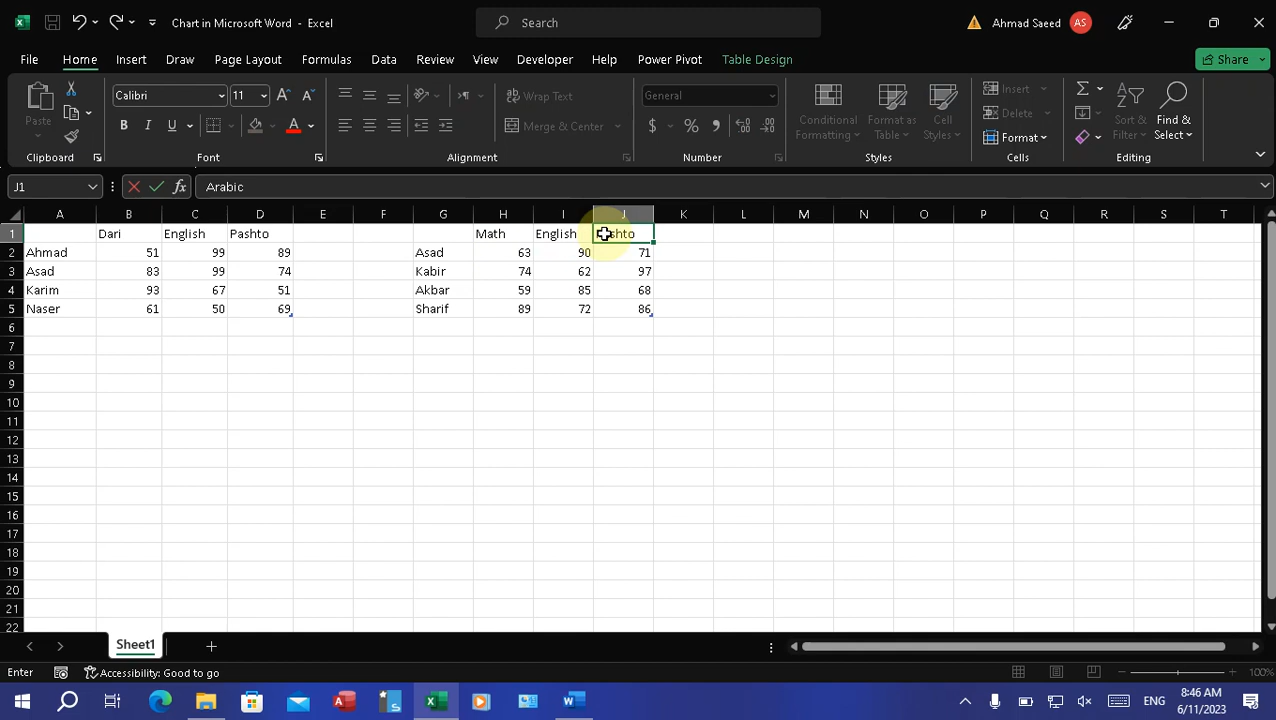 Chart in Microsoft Word - Excel
Search
Ahmad Saeed
AS
File Home Insert Draw Page Layout Formulas Data Review View Developer Help Power Pivot Table Design
Share
Paste
Calibri 11
Wrap Text
General
Merge & Center
Conditional Formatting
Format as Table
Cell Styles
Insert
Delete
Format
Sort & Filter
Find & Select
Clipboard Font Alignment Number Styles Cells Editing
J1 fx Arabic
A B C D E F G H I J K L M N O P Q R S T
1 Dari English Pashto Math English
2 Ahmad 51 99 89 Asad 63 90 71
3 Asad 83 99 74 Kabir 74 62 97
4 Karim 93 67 51 Akbar 59 85 68
5 Naser 61 50 69 Sharif 89 72 86
6
7
8
9
10
11
12
13
14
15
16
17
18
19
20
21
22
Sheet1
Enter Accessibility: Good to go 100%
ENG
8:46 AM
6/11/2023